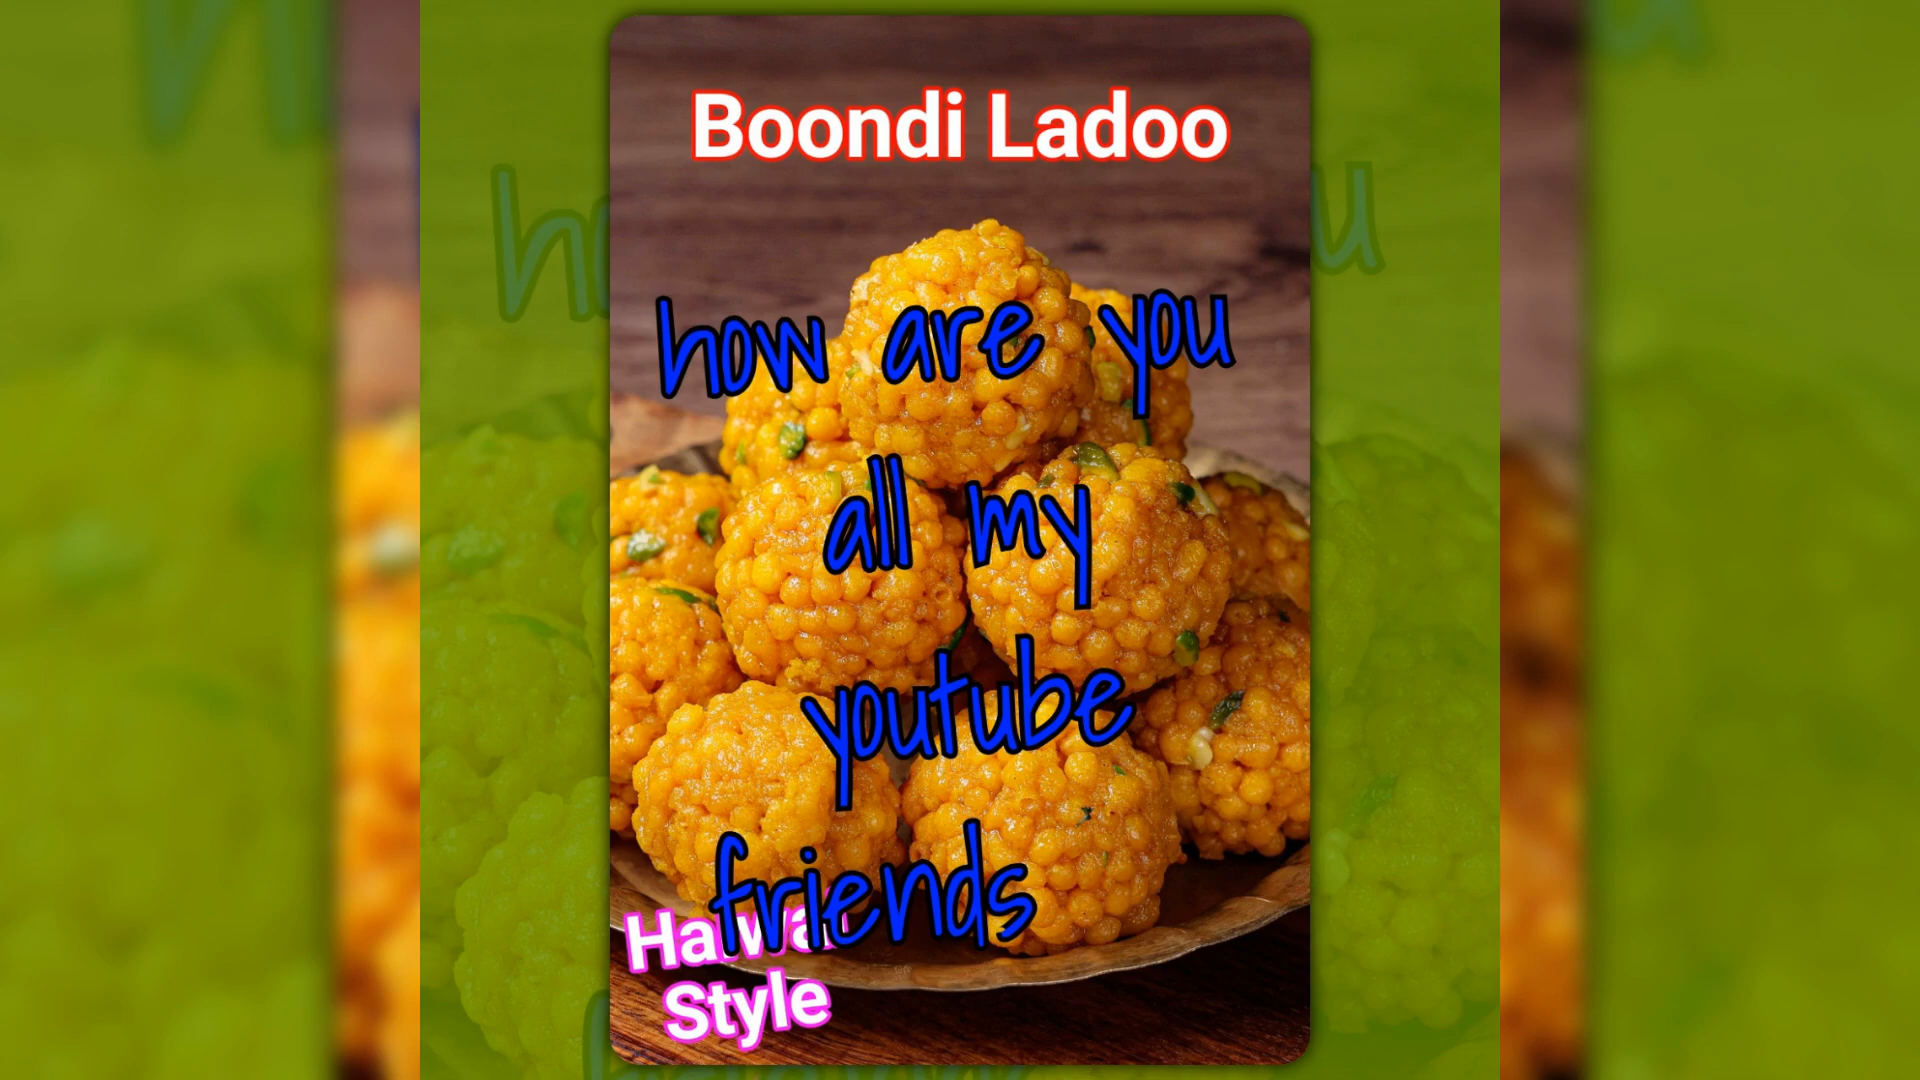 Boondi Ladoo
how are you
all my
youtube
friends
Style